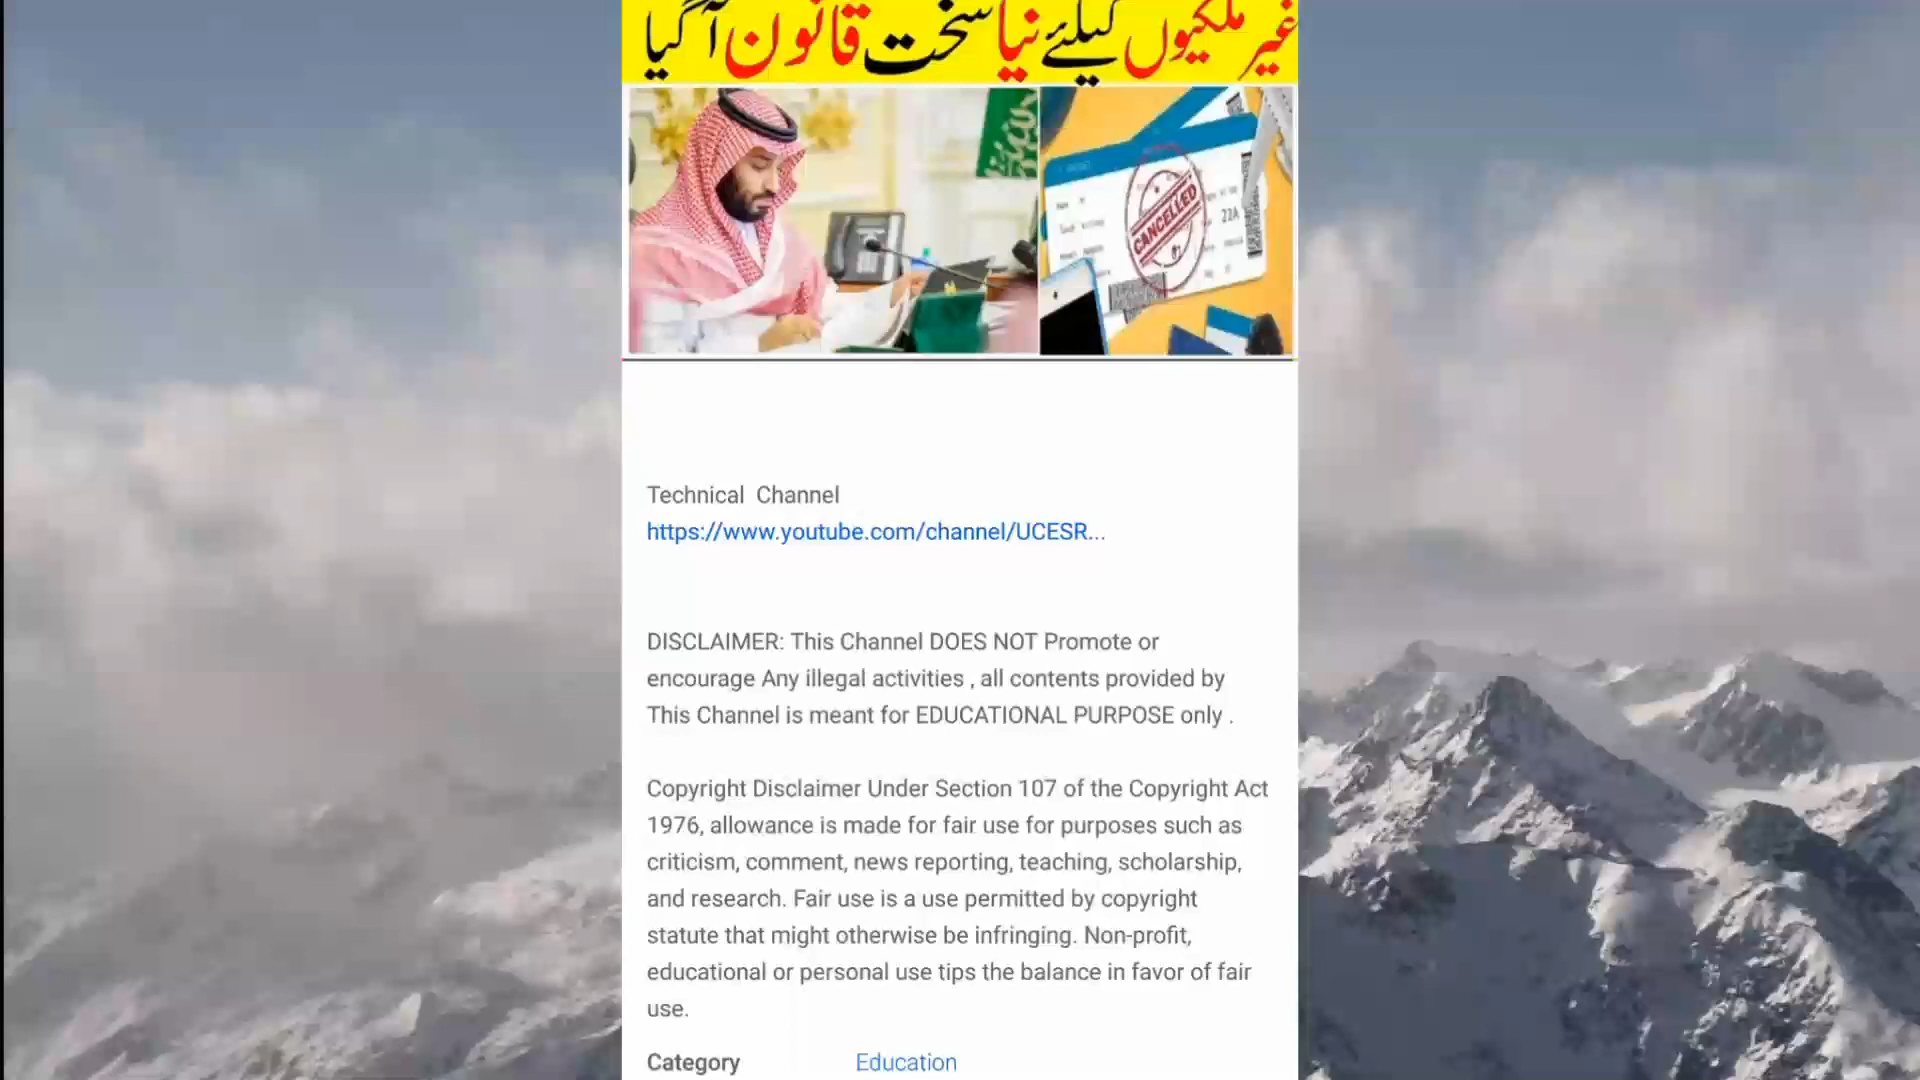 غیر ملکیوں کیلئے نیا سخت قانون آگیا
CANCELLED
22A
Technical  Channel
https://www.youtube.com/channel/UCESR...
DISCLAIMER: This Channel DOES NOT Promote or
encourage Any illegal activities , all contents provided by
This Channel is meant for EDUCATIONAL PURPOSE only .
Copyright Disclaimer Under Section 107 of the Copyright Act
1976, allowance is made for fair use for purposes such as
criticism, comment, news reporting, teaching, scholarship,
and research. Fair use is a use permitted by copyright
statute that might otherwise be infringing. Non-profit,
educational or personal use tips the balance in favor of fair
use.
Category Education